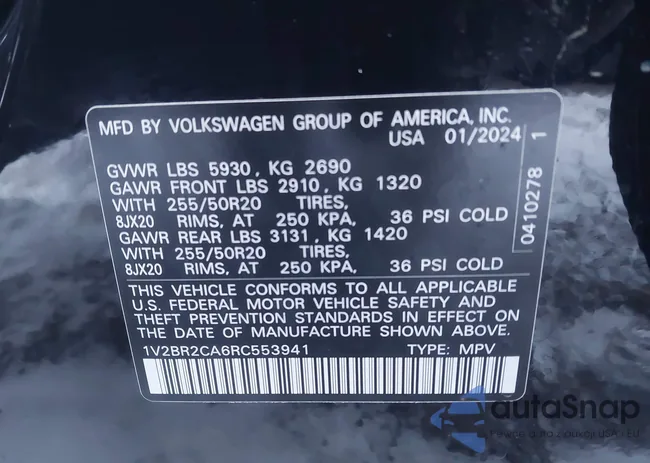 MFD BY VOLKSWAGEN GROUP OF AMERICA, INC.
USA 01/2024
GVWR LBS 5930, KG 2690
GAWR FRONT LBS 2910, KG 1320
WITH 255/50R20 TIRES,
8JX20 RIMS, AT 250 KPA, 36 PSI COLD
GAWR REAR LBS 3131, KG 1420
WITH 255/50R20 TIRES,
8JX20 RIMS, AT 250 KPA, 36 PSI COLD
THIS VEHICLE CONFORMS TO ALL APPLICABLE
U.S. FEDERAL MOTOR VEHICLE SAFETY AND
THEFT PREVENTION STANDARDS IN EFFECT ON
THE DATE OF MANUFACTURE SHOWN ABOVE.
1V2BR2CA6RC553941 TYPE: MPV
0410278 1
autoSnap
Pewne auto z aukcji z